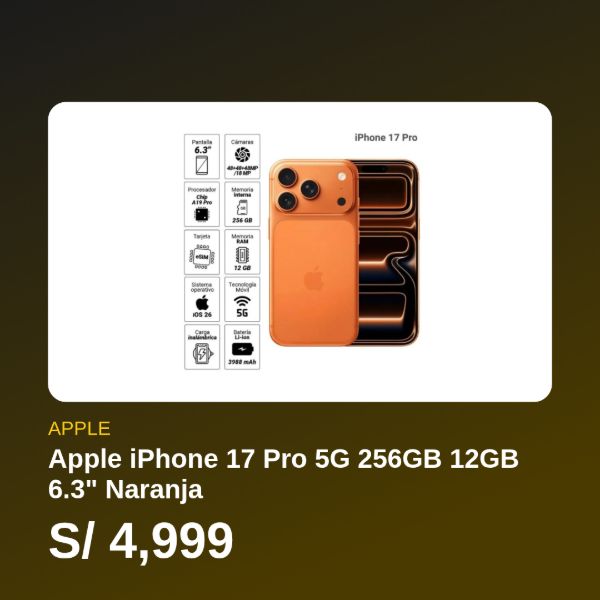 iPhone 17 Pro
Pantalla
6.3"
Cámaras
48+48+48MP
/18 MP
Procesador
Chip
A19 Pro
Memoria
interna
256 GB
Tarjeta
eSIM
Memoria
RAM
12 GB
Sistema
operativo
iOS 26
Tecnología
Móvil
5G
Carga
inalámbrica
Batería
Li-ion
3988 mAh
APPLE
Apple iPhone 17 Pro 5G 256GB 12GB
6.3" Naranja
S/ 4,999